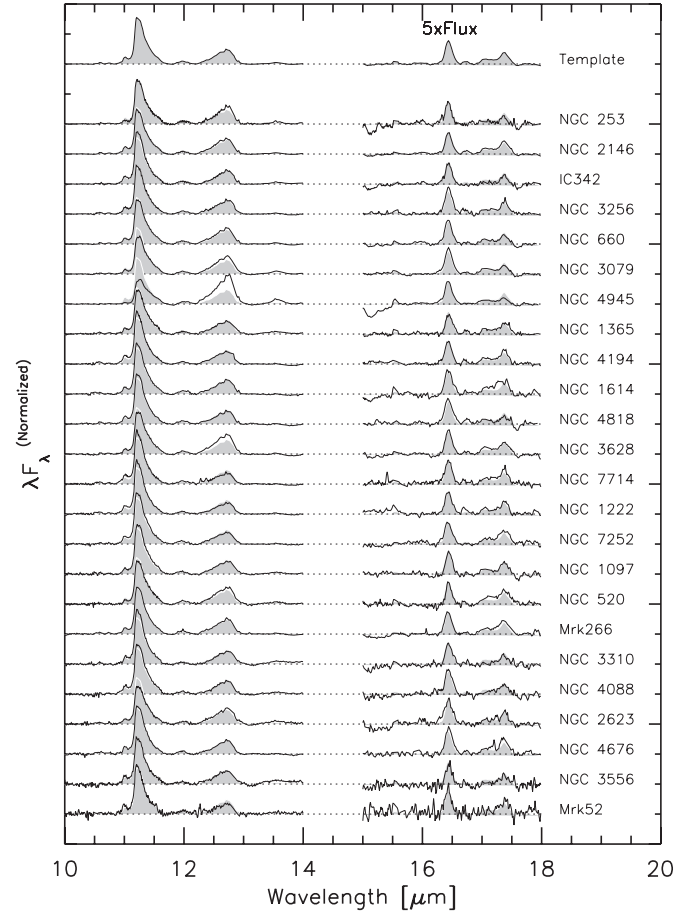 5xFlux
Template
NGC 253
NGC 2146
IC342
NGC 3256
NGC 660
NGC 3079
NGC 4945
NGC 1365
NGC 4194
NGC 1614
NGC 4818
NGC 3628
NGC 7714
NGC 1222
NGC 7252
NGC 1097
NGC 520
Mrk266
NGC 3310
NGC 4088
NGC 2623
NGC 4676
NGC 3556
Mrk52
λFλ (Normalized)
10 12 14 16 18 20
Wavelength [μm]